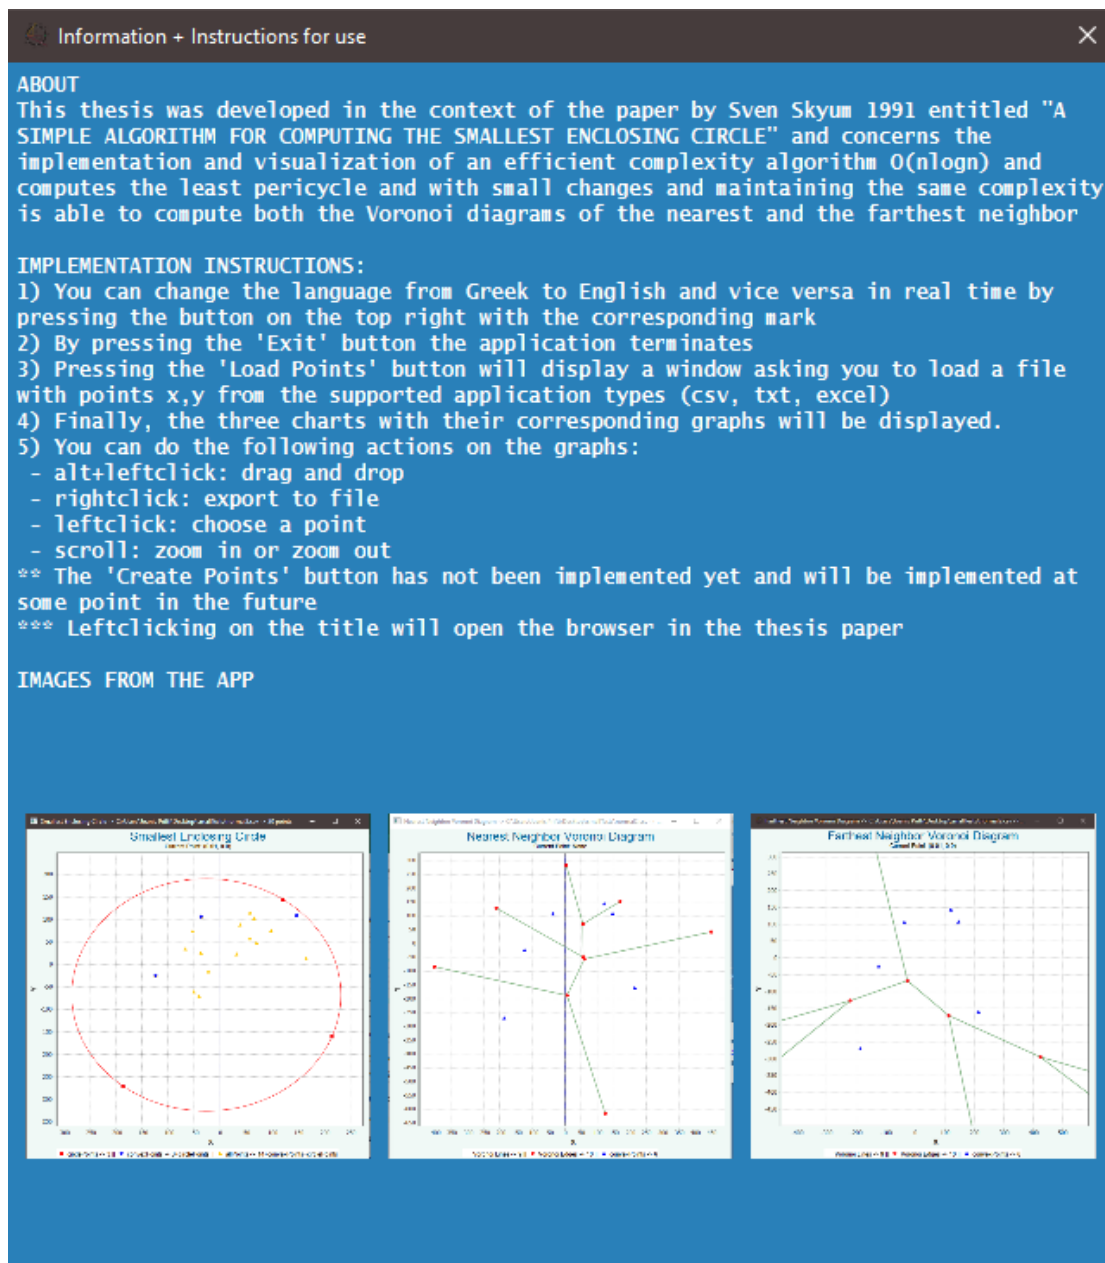 Information + Instructions for use
ABOUT
This thesis was developed in the context of the paper by Sven Skyum 1991 entitled "A
SIMPLE ALGORITHM FOR COMPUTING THE SMALLEST ENCLOSING CIRCLE" and concerns the
implementation and visualization of an efficient complexity algorithm O(nlogn) and
computes the least pericycle and with small changes and maintaining the same complexity
is able to compute both the Voronoi diagrams of the nearest and the farthest neighbor
IMPLEMENTATION INSTRUCTIONS:
1) You can change the language from Greek to English and vice versa in real time by
pressing the button on the top right with the corresponding mark
2) By pressing the 'Exit' button the application terminates
3) Pressing the 'Load Points' button will display a window asking you to load a file
with points x,y from the supported application types (csv, txt, excel)
4) Finally, the three charts with their corresponding graphs will be displayed.
5) You can do the following actions on the graphs:
- alt+leftclick: drag and drop
- rightclick: export to file
- leftclick: choose a point
- scroll: zoom in or zoom out
** The 'Create Points' button has not been implemented yet and will be implemented at
some point in the future
*** Leftclicking on the title will open the browser in the thesis paper
IMAGES FROM THE APP
Smallest Enclosing Circle
Nearest Neighbor Voronoi Diagram
Farthest Neighbor Voronoi Diagram